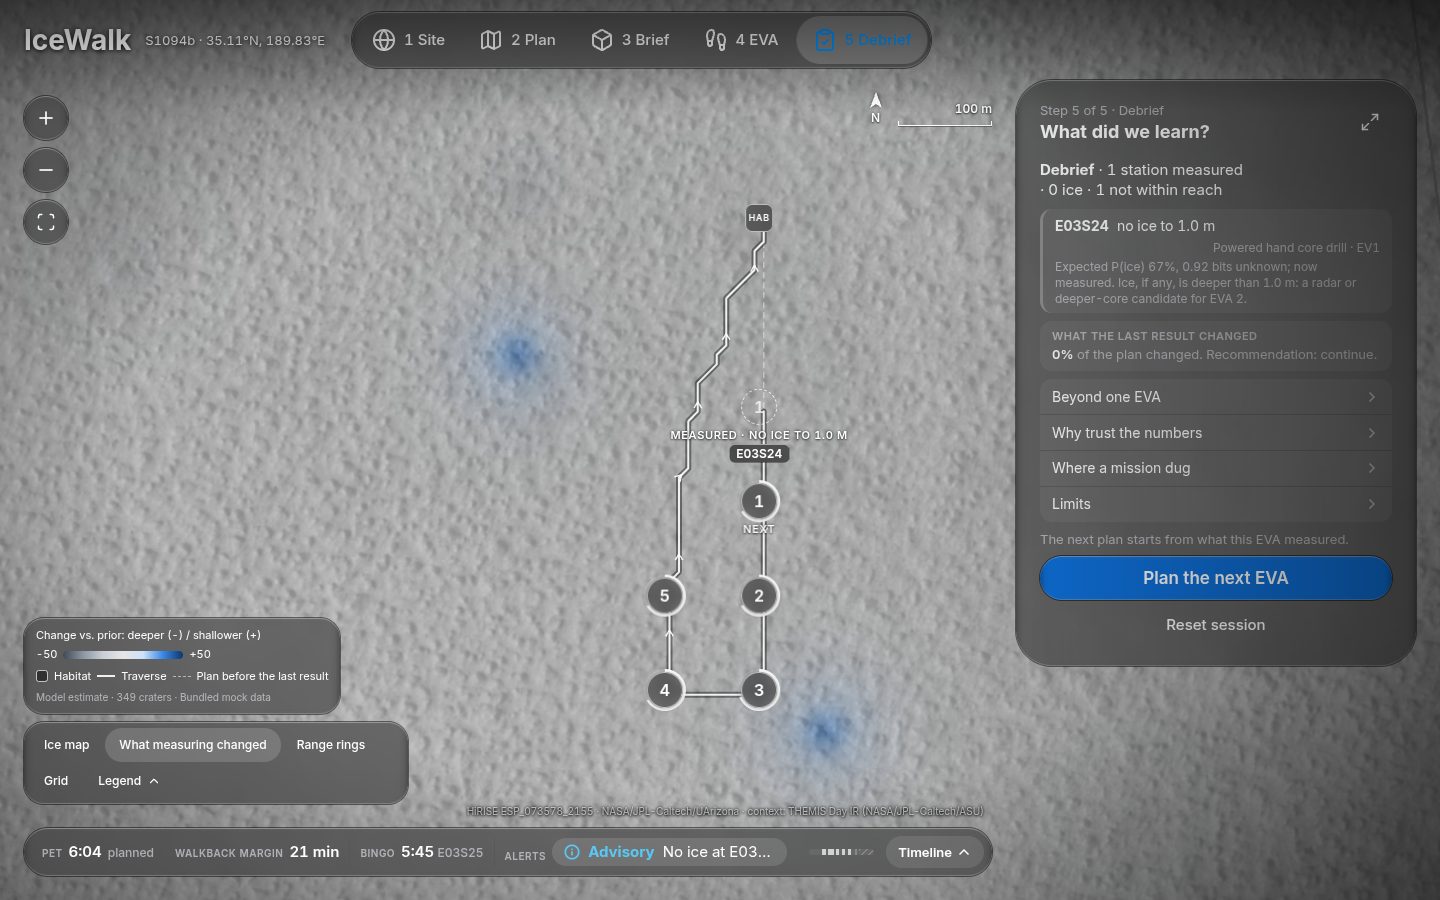 IceWalk
S1094b · 35.11°N, 189.83°E
1 Site
2 Plan
3 Brief
4 EVA
5 Debrief
N
100 m
HAB
1
MEASURED · NO ICE TO 1.0 M
E03S24
1
NEXT
5
2
4
3
Step 5 of 5 · Debrief
What did we learn?
Debrief · 1 station measured
· 0 ice · 1 not within reach
E03S24 no ice to 1.0 m
Powered hand core drill · EV1
Expected P(ice) 67%, 0.92 bits unknown; now
measured. Ice, if any, is deeper than 1.0 m: a radar or
deeper-core candidate for EVA 2.
WHAT THE LAST RESULT CHANGED
0% of the plan changed. Recommendation: continue.
Beyond one EVA
Why trust the numbers
Where a mission dug
Limits
The next plan starts from what this EVA measured.
Plan the next EVA
Reset session
Change vs. prior: deeper (-) / shallower (+)
-50 +50
Habitat Traverse Plan before the last result
Model estimate · 349 craters · Bundled mock data
Ice map What measuring changed Range rings
Grid Legend
HiRISE ESP_073578_2155 · NASA/JPL-Caltech/UArizona · context: THEMIS Day IR (NASA/JPL-Caltech/ASU)
PET 6:04 planned
WALKBACK MARGIN 21 min
BINGO 5:45 E03S25
ALERTS Advisory No ice at E03...
Timeline